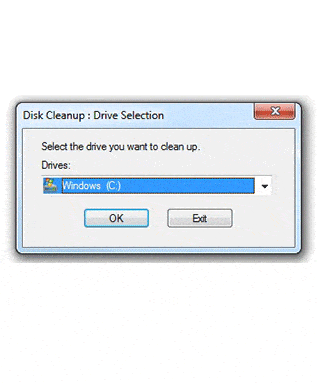 Disk Cleanup : Drive Selection
Select the drive you want to clean up.
Drives:
Windows (C:)
OK Exit